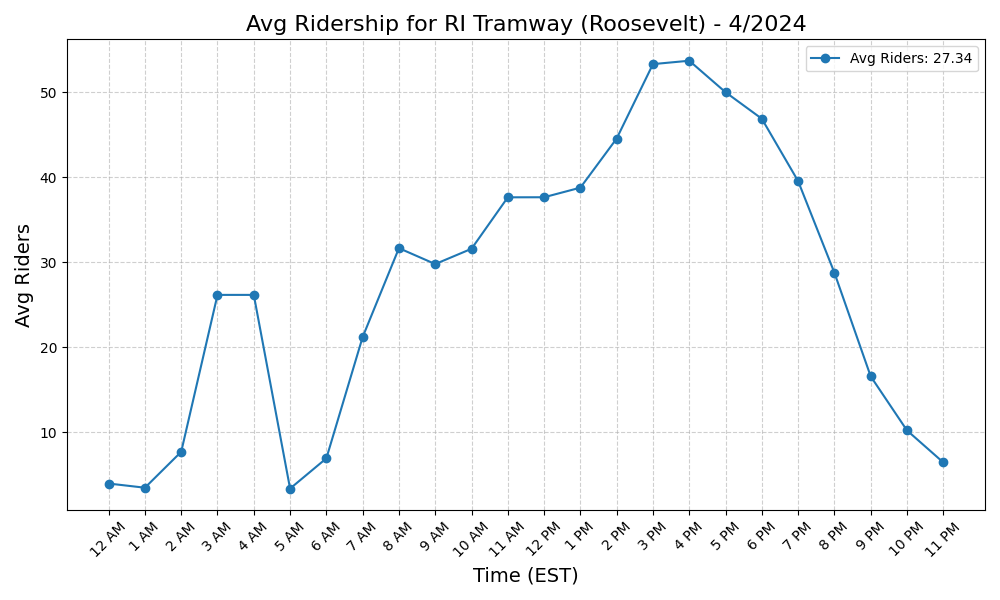 Avg Ridership for RI Tramway (Roosevelt) - 4/2024
Avg Riders: 27.34
Avg Riders
50
40
30
20
10
12 AM
1 AM
2 AM
3 AM
4 AM
5 AM
6 AM
7 AM
8 AM
9 AM
10 AM
11 AM
12 PM
1 PM
2 PM
3 PM
4 PM
5 PM
6 PM
7 PM
8 PM
9 PM
10 PM
11 PM
Time (EST)